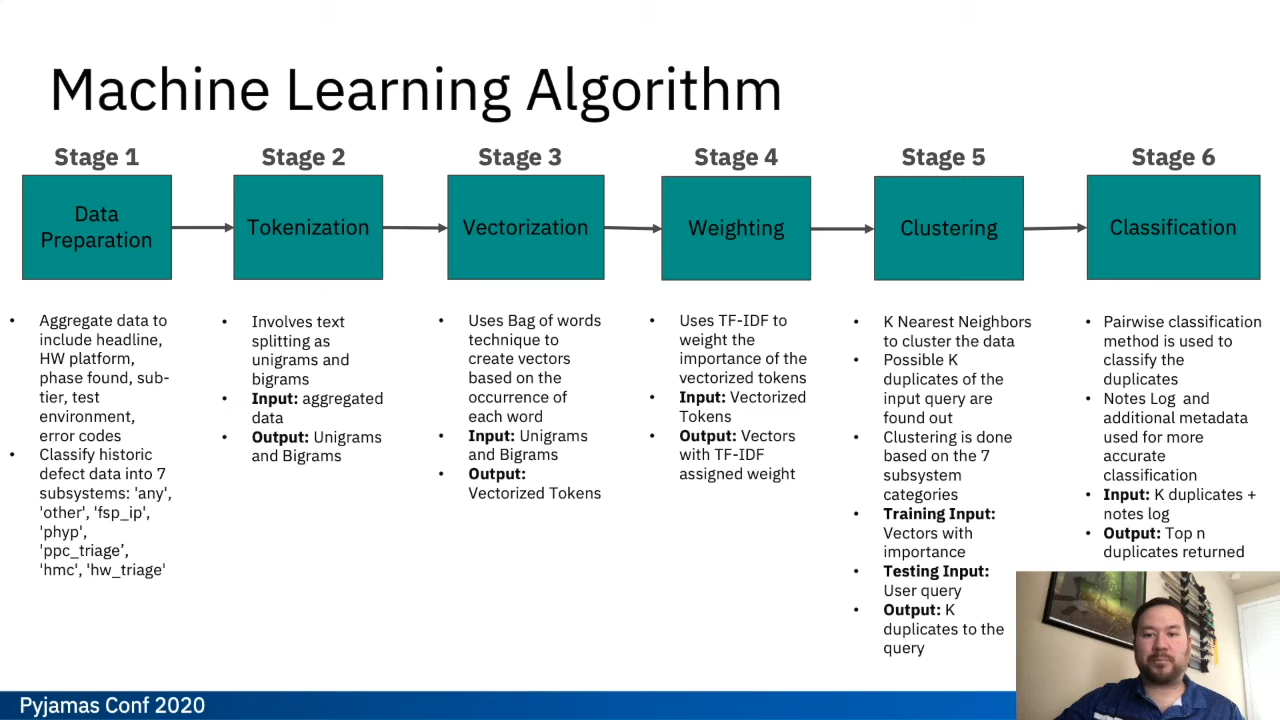 Machine Learning Algorithm
Stage 1
Data
Preparation
• Aggregate data to
include headline,
HW platform,
phase found, sub-
tier, test
environment,
error codes
• Classify historic
defect data into 7
subsystems: 'any',
'other', 'fsp_ip',
'phyp',
'ppc_triage’,
'hmc', 'hw_triage'
Stage 2
Tokenization
• Involves text
splitting as
unigrams and
bigrams
• Input: aggregated
data
• Output: Unigrams
and Bigrams
Stage 3
Vectorization
• Uses Bag of words
technique to
create vectors
based on the
occurrence of
each word
• Input: Unigrams
and Bigrams
• Output:
Vectorized Tokens
Stage 4
Weighting
• Uses TF-IDF to
weight the
importance of the
vectorized tokens
• Input: Vectorized
Tokens
• Output: Vectors
with TF-IDF
assigned weight
Stage 5
Clustering
• K Nearest Neighbors
to cluster the data
• Possible K
duplicates of the
input query are
found out
• Clustering is done
based on the 7
subsystem
categories
• Training Input:
Vectors with
importance
• Testing Input:
User query
• Output: K
duplicates to the
query
Stage 6
Classification
• Pairwise classification
method is used to
classify the
duplicates
• Notes Log and
additional metadata
used for more
accurate
classification
• Input: K duplicates +
notes log
• Output: Top n
duplicates returned
Pyjamas Conf 2020